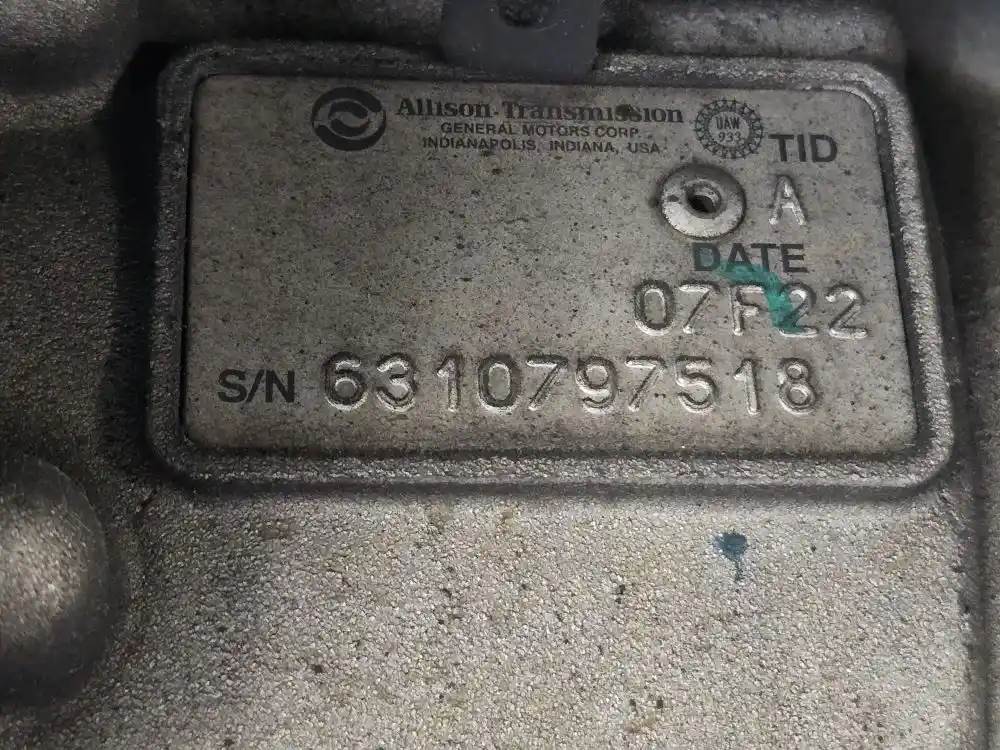 Allison Transmission
GENERAL MOTORS CORP.
INDIANAPOLIS, INDIANA, USA
UAW
933
TID
A
DATE
07F22
S/N 6310797518